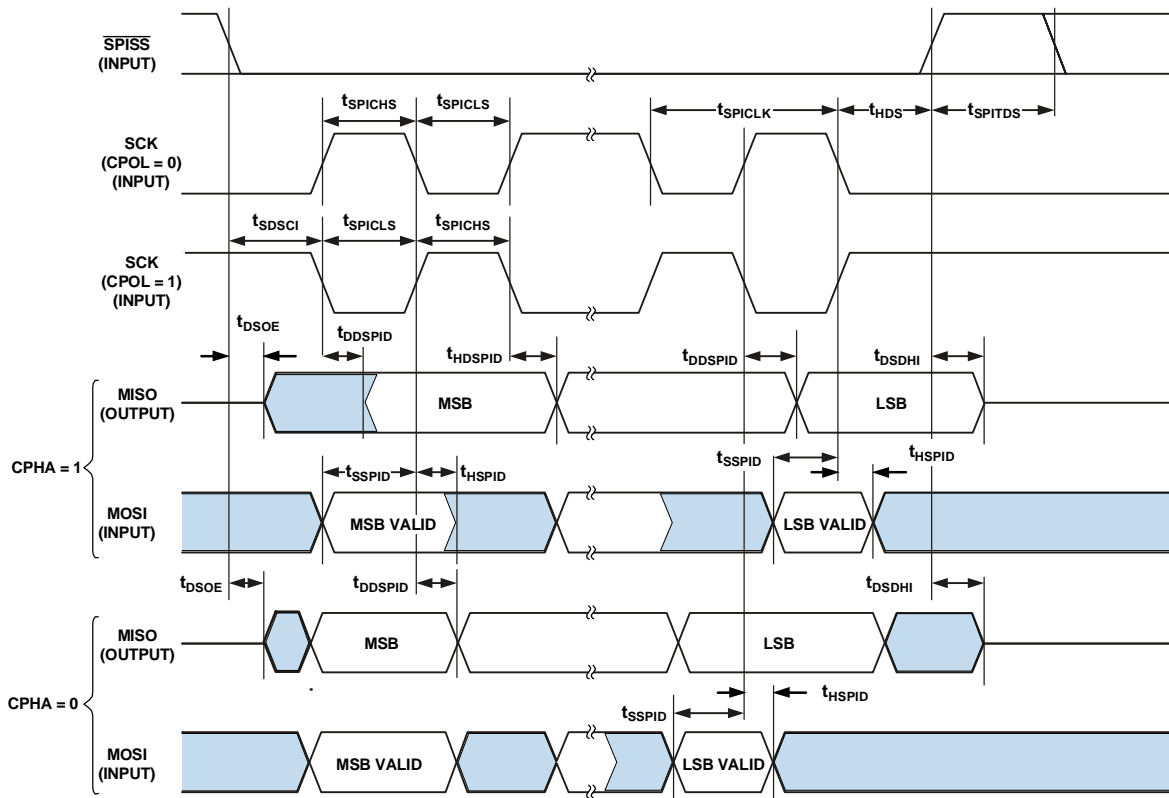 SPISS
(INPUT)
tSPICHS tSPICLS tSPICLK tHDS tSPITDS
SCK
(CPOL = 0)
(INPUT)
tSDSCI tSPICLS tSPICHS
SCK
(CPOL = 1)
(INPUT)
tDSOE tDDSPID tHDSPID tDDSPID tDSDHI
CPHA = 1
MISO
(OUTPUT)
MSB LSB
tSSPID tHSPID tSSPID tHSPID
MOSI
(INPUT)
MSB VALID LSB VALID
tDSOE tDDSPID tDSDHI
CPHA = 0
MISO
(OUTPUT)
MSB LSB
tSSPID tHSPID
MOSI
(INPUT)
MSB VALID LSB VALID